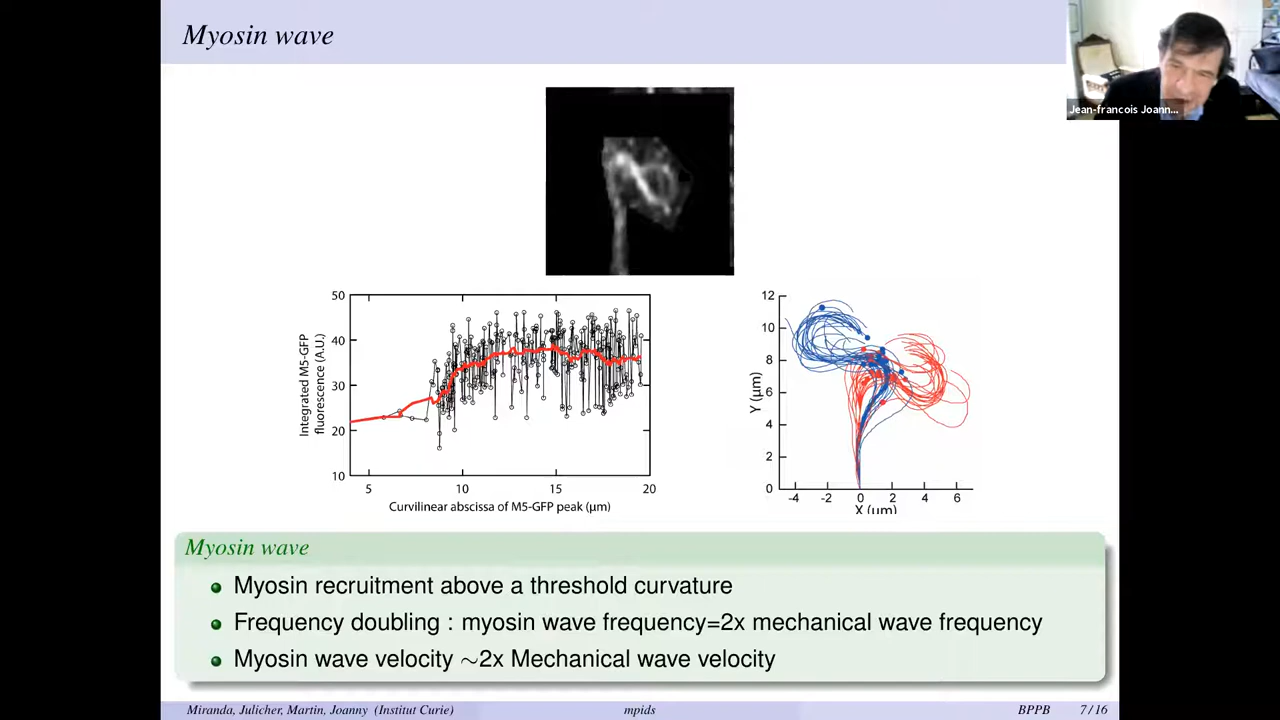 Myosin wave
Jean-francois Joann...
50
40
30
20
10
Integrated M5-GFP
fluorescence (A.U.)
5
10
15
20
Curvilinear abscissa of M5-GFP peak (μm)
12
10
8
6
4
2
0
Y (μm)
-4
-2
0
2
4
6
X (μm)
Myosin wave
Myosin recruitment above a threshold curvature
Frequency doubling : myosin wave frequency=2x mechanical wave frequency
Myosin wave velocity ∼2x Mechanical wave velocity
Miranda, Julicher, Martin, Joanny (Institut Curie)
mpids
BPPB
7 / 16